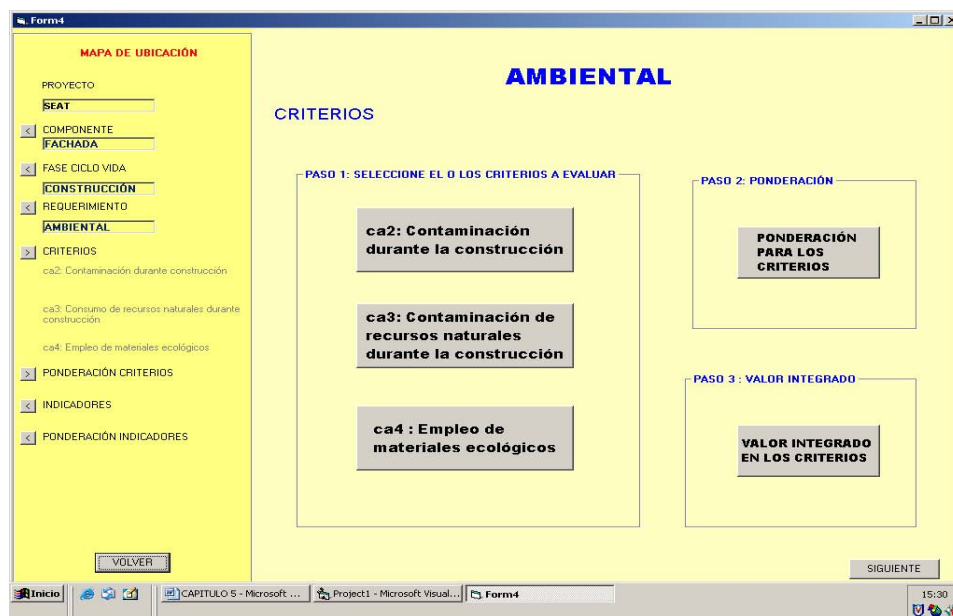 Form4
MAPA DE UBICACIÓN
PROYECTO
SEAT
< COMPONENTE
FACHADA
< FASE CICLO VIDA
CONSTRUCCIÓN
< REQUERIMIENTO
AMBIENTAL
> CRITERIOS
ca2: Contaminación durante construcción
ca3: Consumo de recursos naturales durante
construcción
ca4: Empleo de materiales ecológicos
> PONDERACIÓN CRITERIOS
< INDICADORES
< PONDERACIÓN INDICADORES
VOLVER
AMBIENTAL
CRITERIOS
PASO 1: SELECCIONE EL O LOS CRITERIOS A EVALUAR
ca2: Contaminación
durante la construcción
ca3: Contaminación de
recursos naturales
durante la construcción
ca4 : Empleo de
materiales ecológicos
PASO 2: PONDERACIÓN
PONDERACIÓN
PARA LOS
CRITERIOS
PASO 3 : VALOR INTEGRADO
VALOR INTEGRADO
EN LOS CRITERIOS
SIGUIENTE
Inicio
CAPITULO 5 - Microsoft ...
Project1 - Microsoft Visual...
Form4
15:30